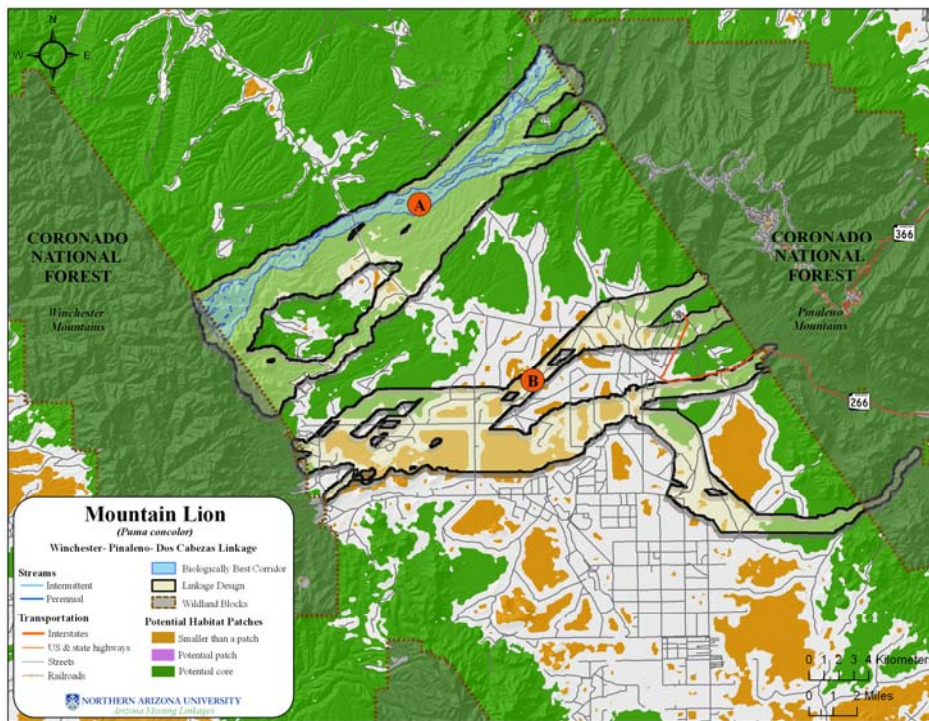 N
W
E
S
A
CORONADO
NATIONAL
FOREST
Winchester
Mountains
366
CORONADO
NATIONAL
FOREST
Pinaleno
Mountains
B
266
Mountain Lion
(Puma concolor)
Winchester- Pinaleno- Dos Cabezas Linkage
Streams
Intermittent
Perennial
Transportation
Interstates
US & state highways
Streets
Railroads
Biologically Best Corridor
Linkage Design
Wildland Blocks
Potential Habitat Patches
Smaller than a patch
Potential patch
Potential core
NORTHERN ARIZONA UNIVERSITY
Arizona Missing Linkages
0 1 2 3 4 Kilometer
0 1 2 Miles